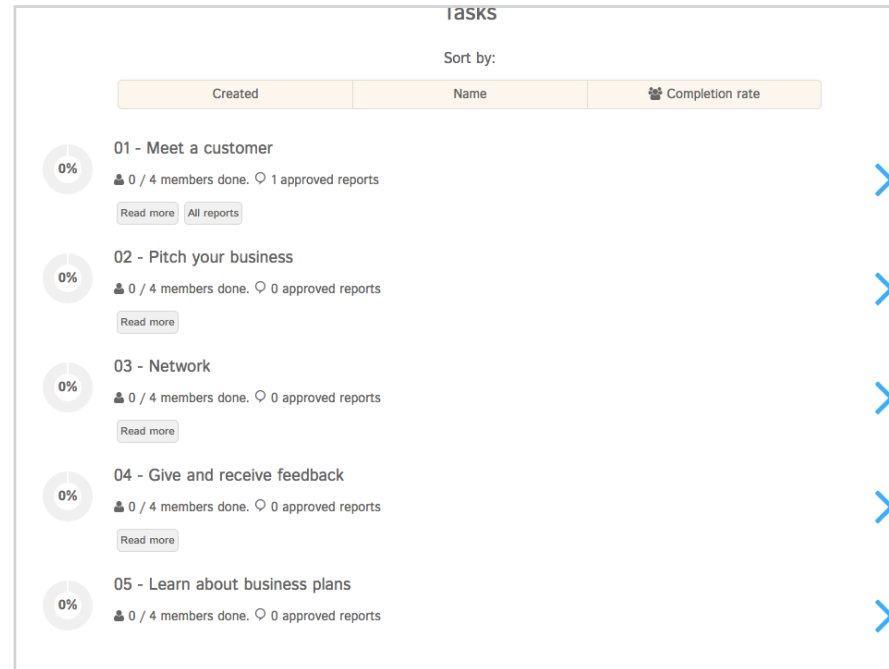 Tasks
Sort by:
Created Name Completion rate
01 - Meet a customer
0% 0 / 4 members done. 1 approved reports
Read more All reports
02 - Pitch your business
0% 0 / 4 members done. 0 approved reports
Read more
03 - Network
0% 0 / 4 members done. 0 approved reports
Read more
04 - Give and receive feedback
0% 0 / 4 members done. 0 approved reports
Read more
05 - Learn about business plans
0% 0 / 4 members done. 0 approved reports